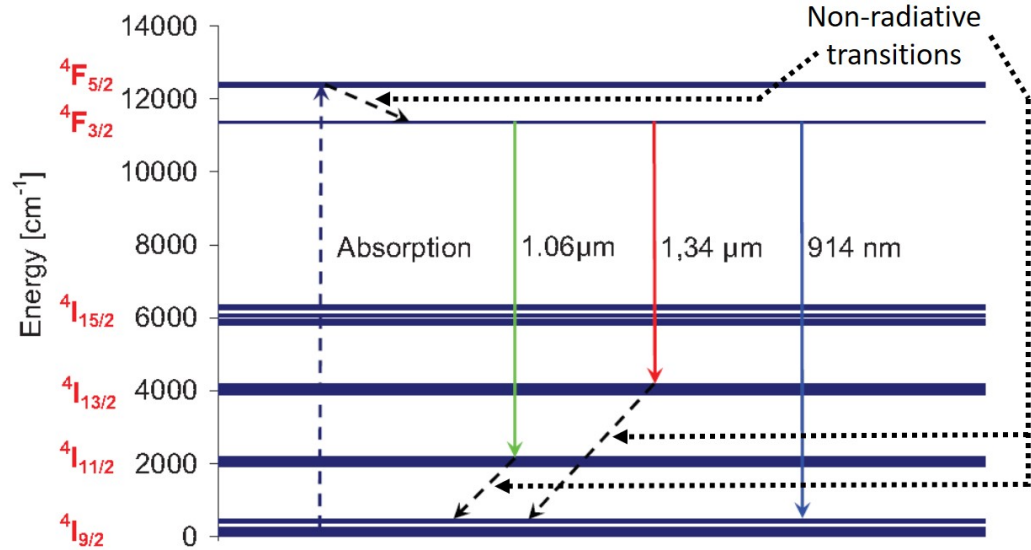 Non-radiative
transitions
14000
⁴F₅/₂
12000
⁴F₃/₂
10000
Energy [cm⁻¹]
8000
Absorption
1.06µm
1,34 µm
914 nm
⁴I₁₅/₂
6000
⁴I₁₃/₂
4000
⁴I₁₁/₂
2000
⁴I₉/₂
0